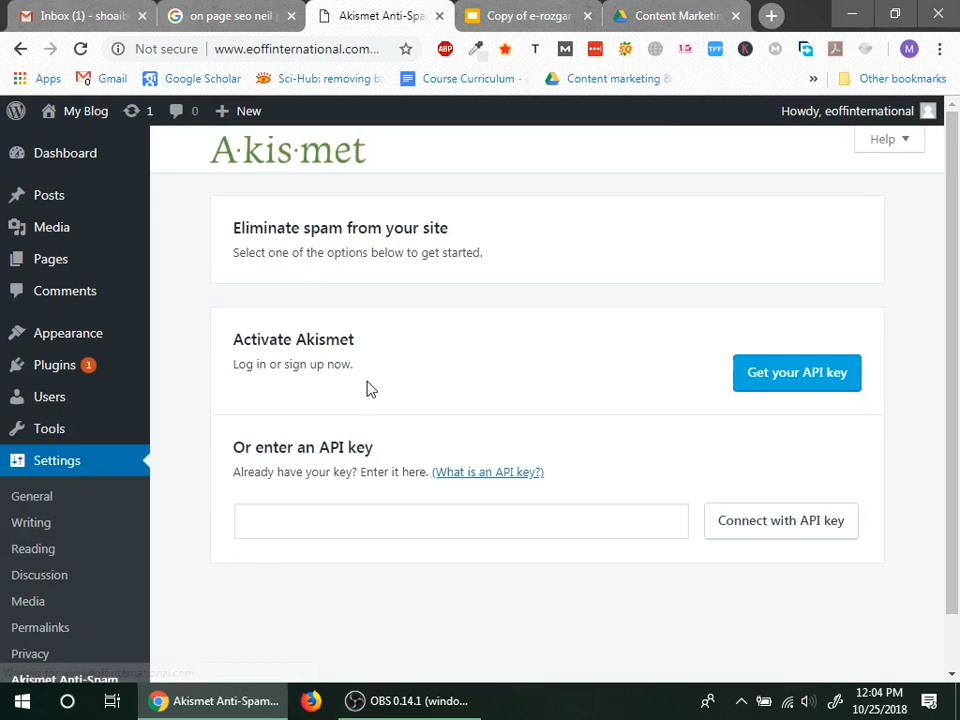 Inbox (1) - shoaib
on page seo neil
Akismet Anti-Spa
Copy of e-rozgar
Content Marketin
Not secure
www.eoffinternational.com...
Apps
Gmail
Google Scholar
Sci-Hub: removing ba
Course Curriculum -
Content marketing &
»
Other bookmarks
My Blog
1
0
New
Howdy, eoffinternational
Dashboard
Posts
Media
Pages
Comments
Appearance
Plugins 1
Users
Tools
Settings
General
Writing
Reading
Discussion
Media
Permalinks
Privacy
Akismet Anti-Spam
A·kis·met
Help
Eliminate spam from your site
Select one of the options below to get started.
Activate Akismet
Log in or sign up now.
Get your API key
Or enter an API key
Already have your key? Enter it here. (What is an API key?)
Connect with API key
Akismet Anti-Spam...
OBS 0.14.1 (windo...
12:04 PM
10/25/2018